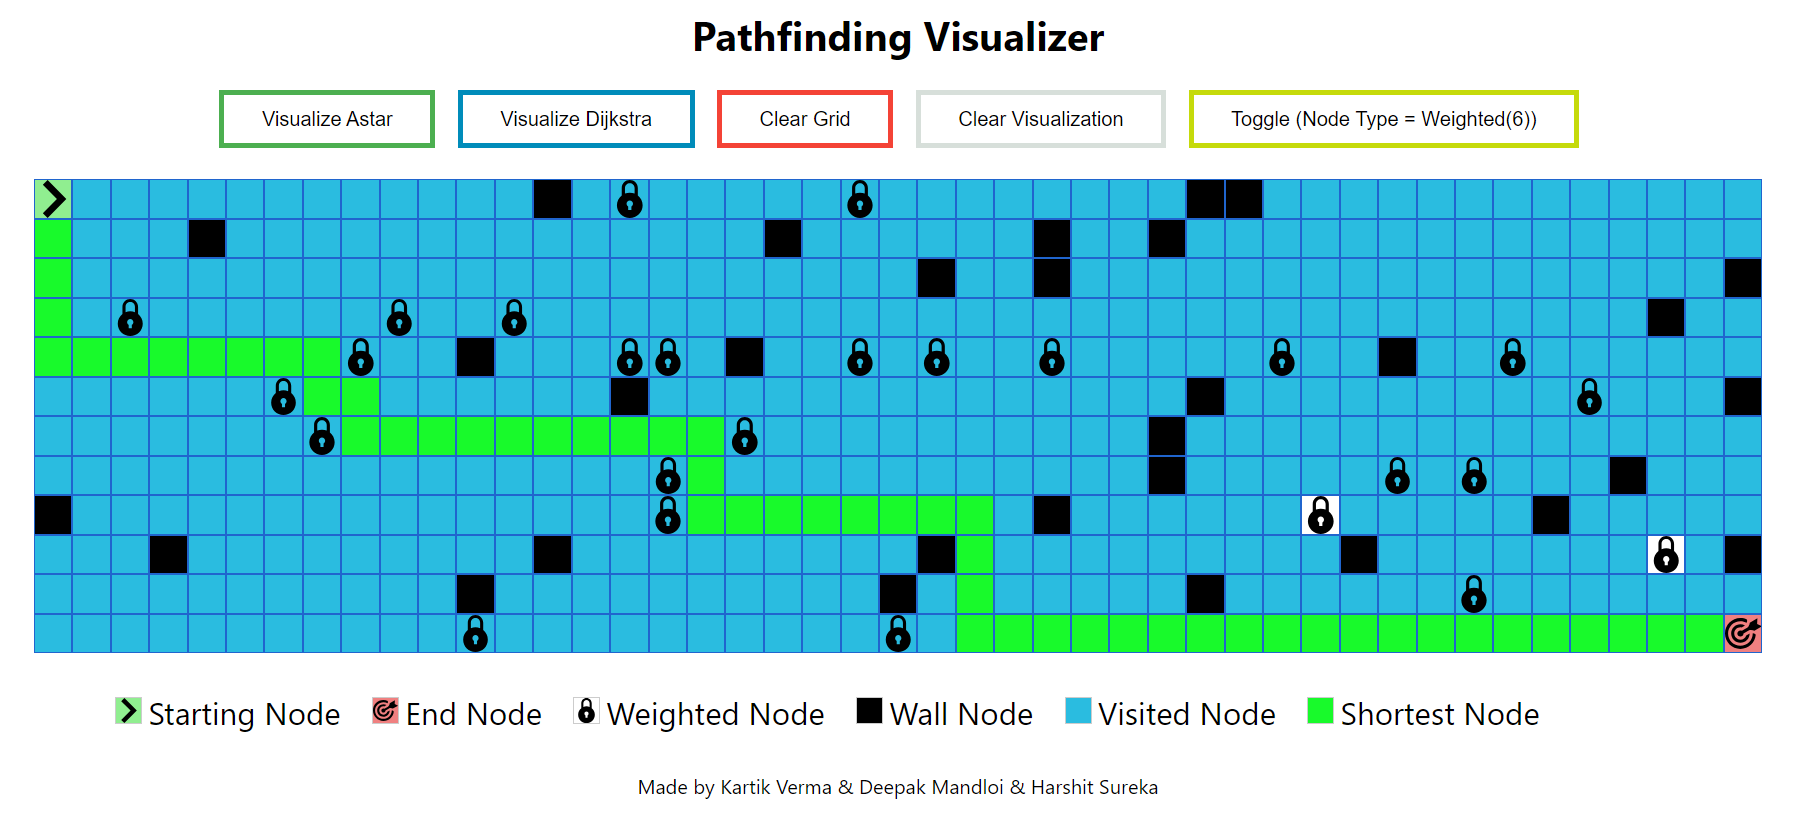 Pathfinding Visualizer
Visualize Astar
Visualize Dijkstra
Clear Grid
Clear Visualization
Toggle (Node Type = Weighted(6))
Starting Node
End Node
Weighted Node
Wall Node
Visited Node
Shortest Node
Made by Kartik Verma & Deepak Mandloi & Harshit Sureka